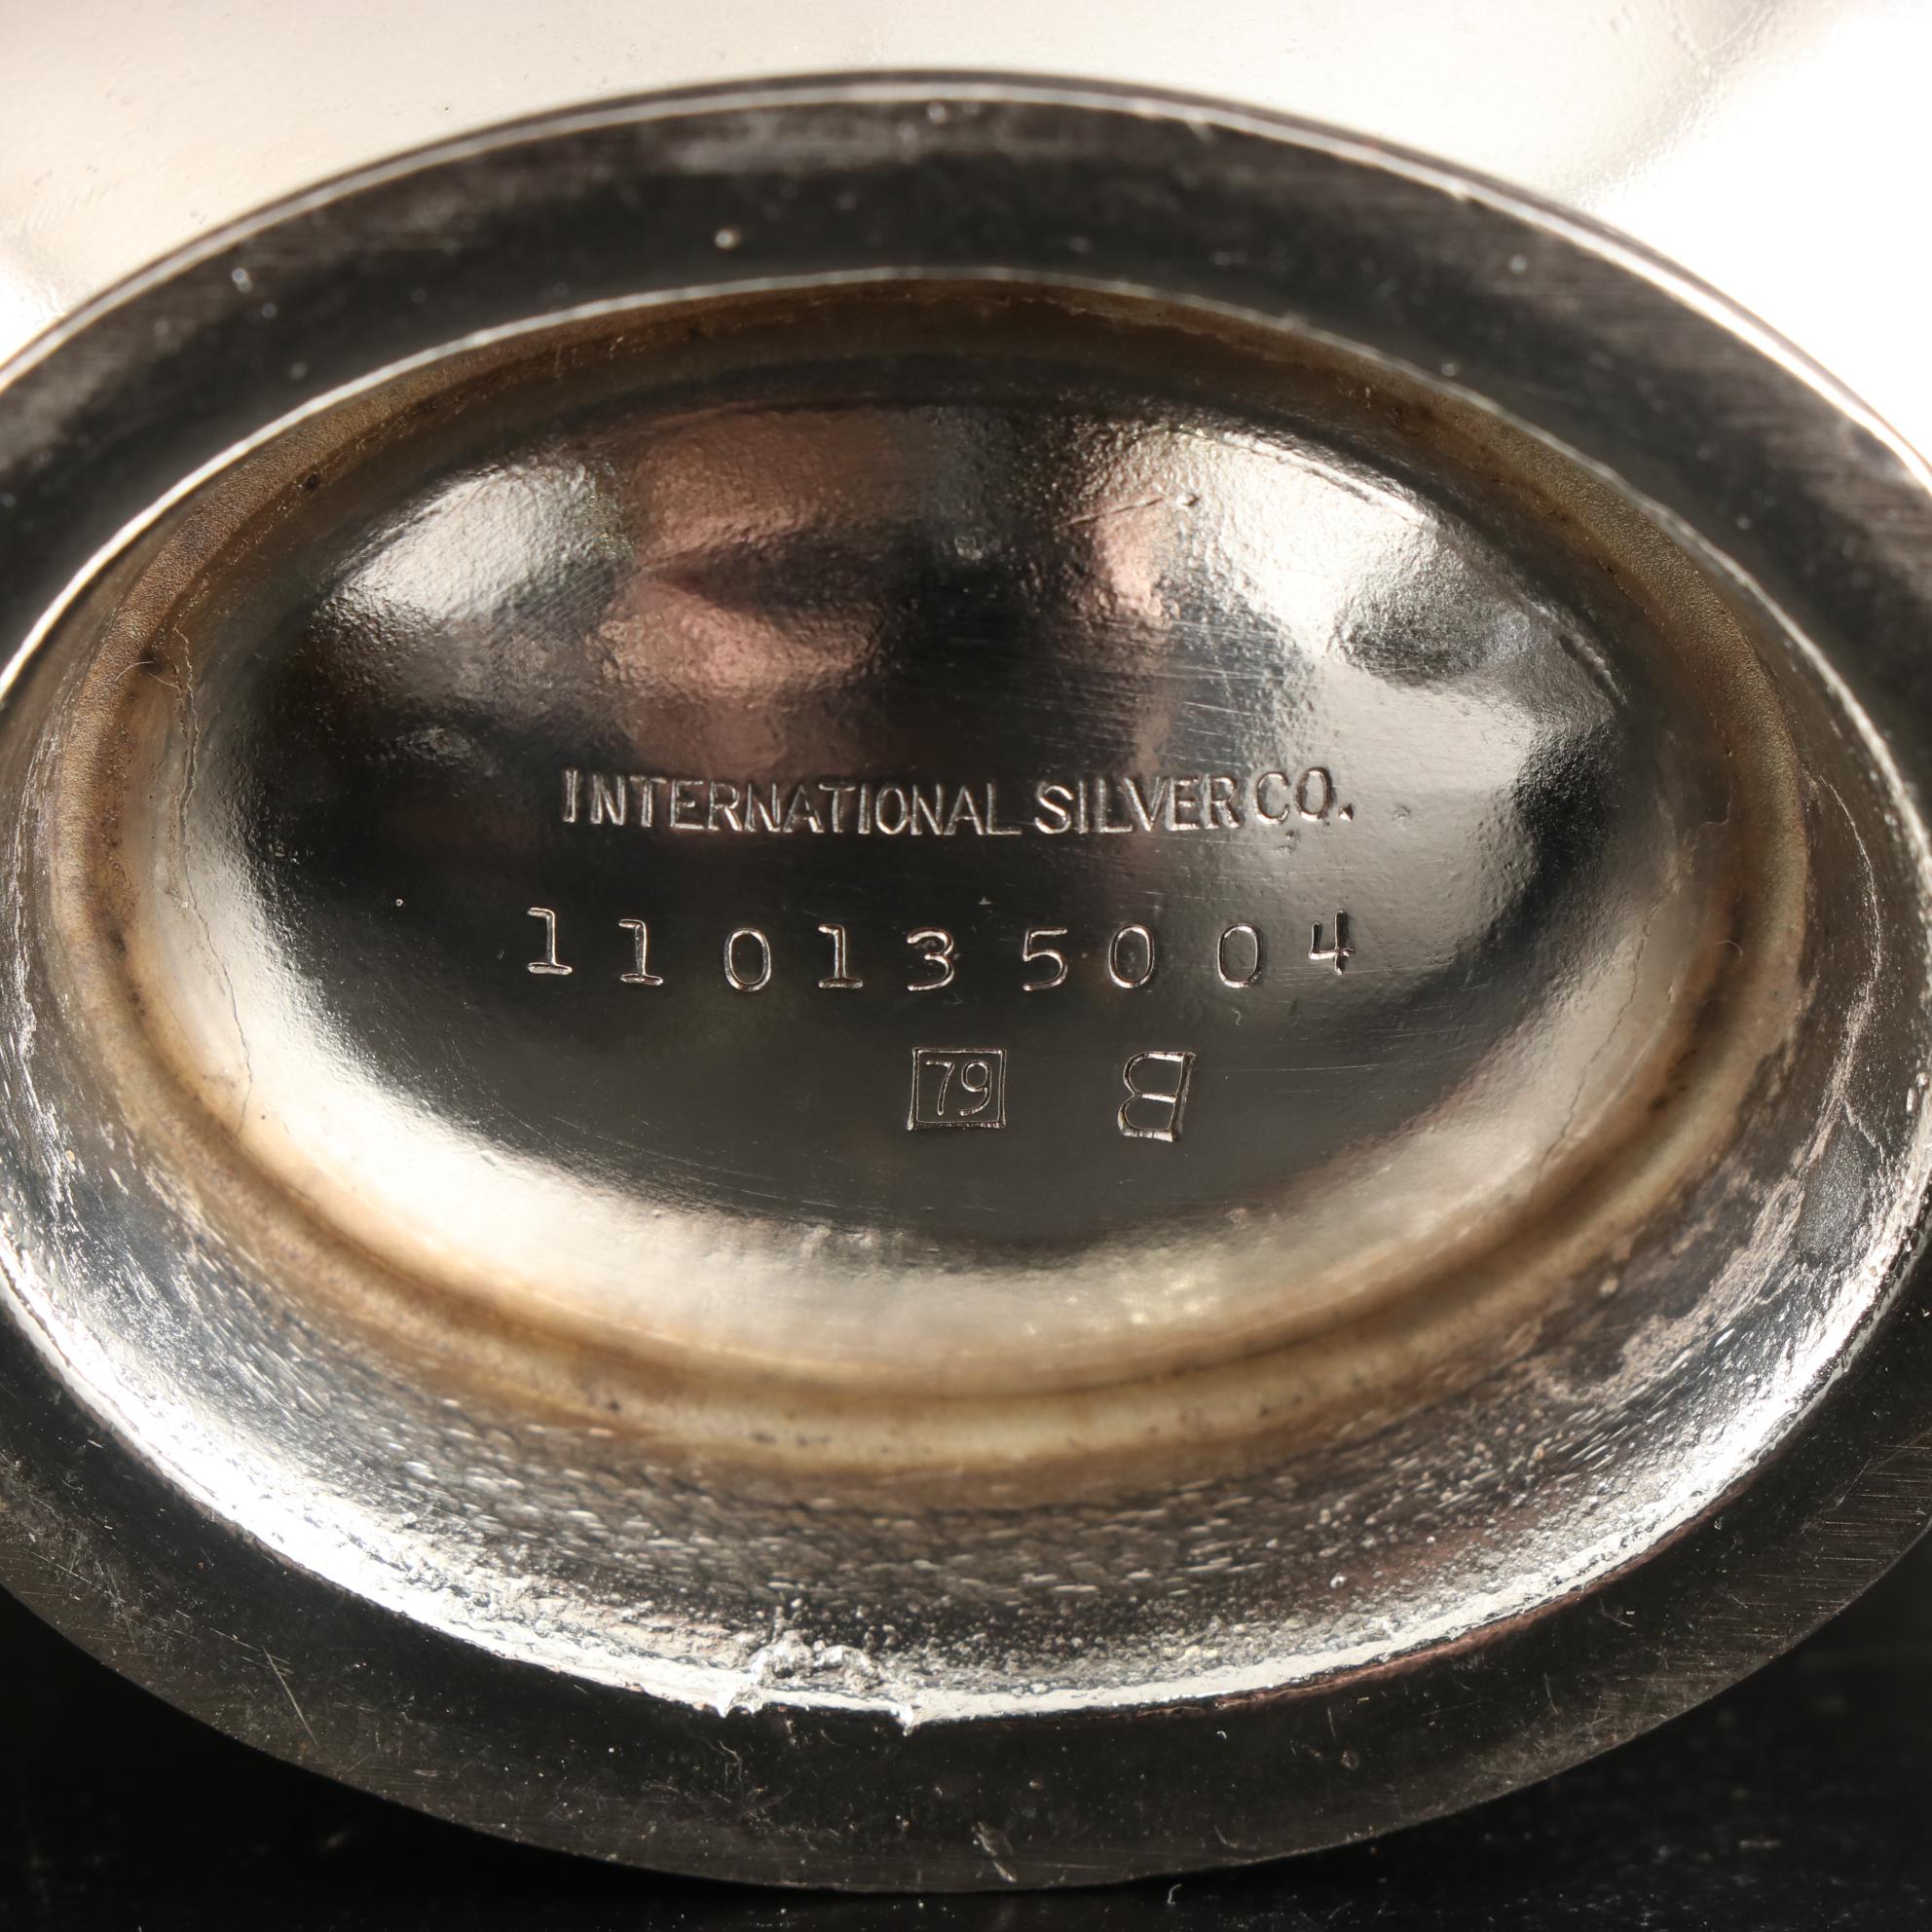 INTERNATIONAL SILVER CO.
110135004
79 B